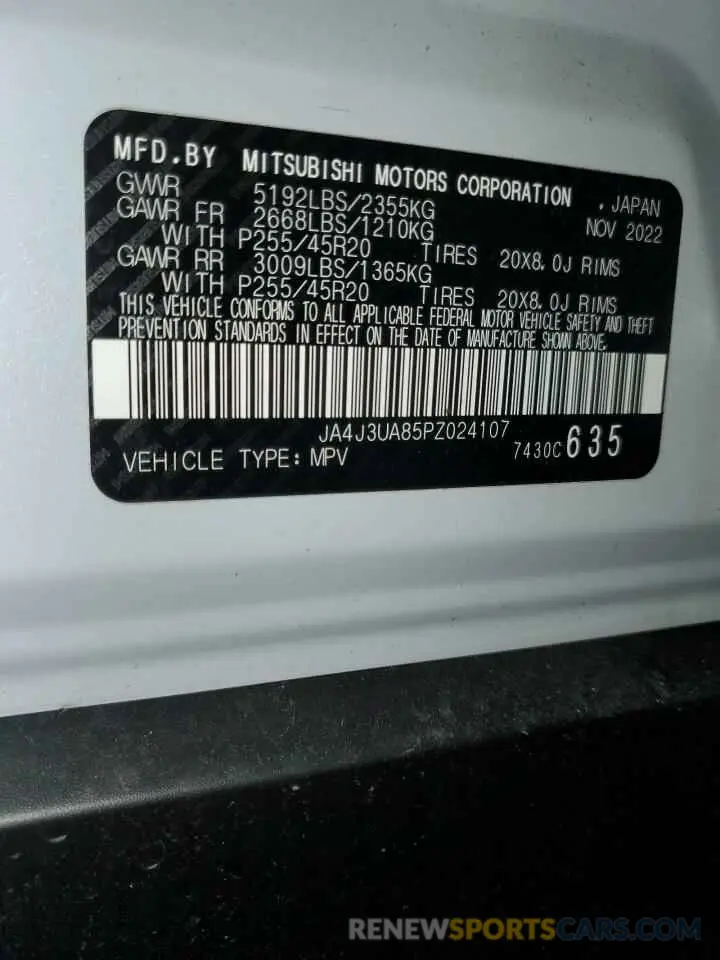 MFD.BY MITSUBISHI MOTORS CORPORATION . JAPAN
GVWR 5192LBS/2355KG NOV 2022
GAWR FR 2668LBS/1210KG
WITH P255/45R20 TIRES 20X8.0J RIMS
GAWR RR 3009LBS/1365KG
WITH P255/45R20 TIRES 20X8.0J RIMS
THIS VEHICLE CONFORMS TO ALL APPLICABLE FEDERAL MOTOR VEHICLE SAFETY AND THEFT
PREVENTION STANDARDS IN EFFECT ON THE DATE OF MANUFACTURE SHOWN ABOVE.
JA4J3UA85PZ024107
VEHICLE TYPE: MPV 7430C 635
RENEWSPORTSCARS.COM